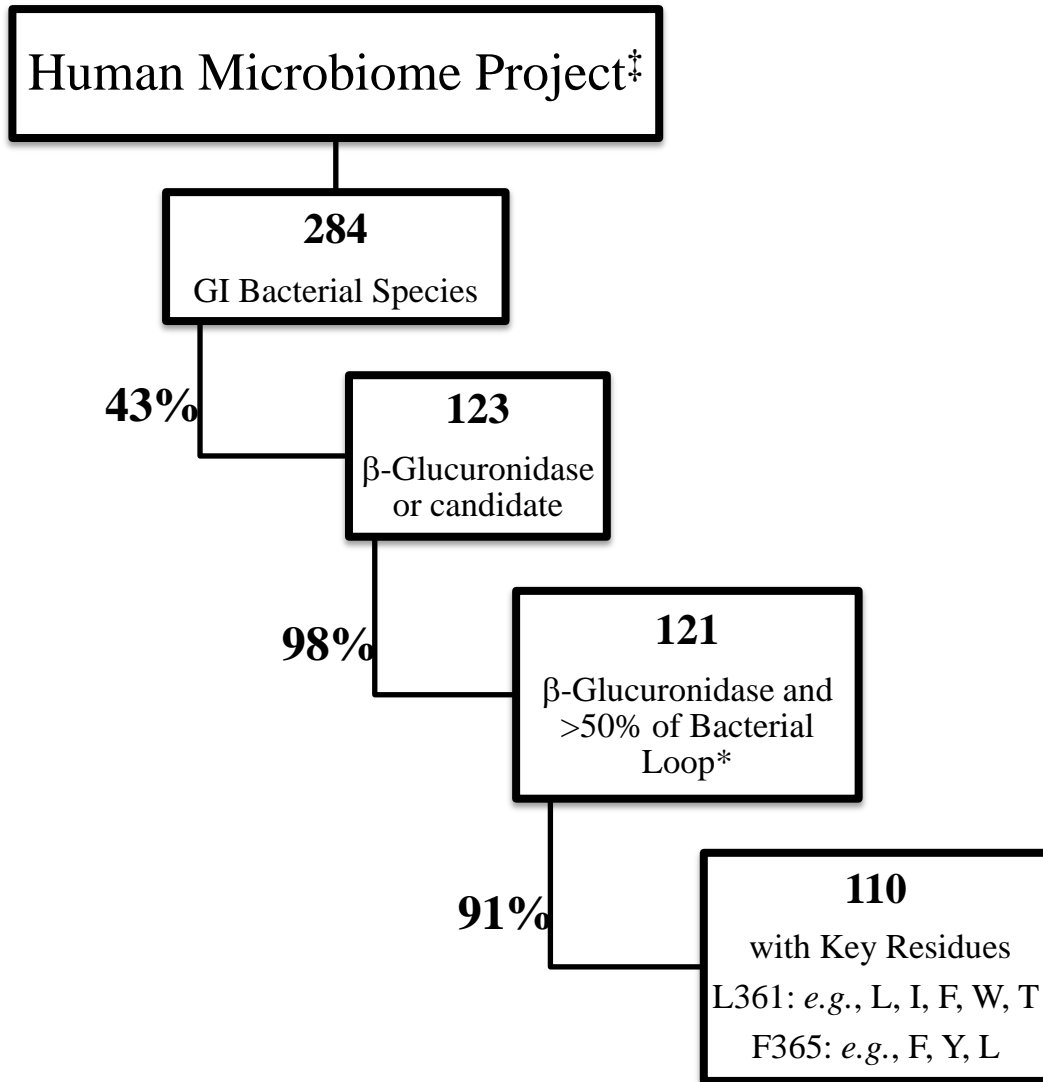 Human Microbiome Project‡
284
GI Bacterial Species
43%
123
β-Glucuronidase
or candidate
98%
121
β-Glucuronidase and
>50% of Bacterial
Loop*
91%
110
with Key Residues
L361: e.g., L, I, F, W, T
F365: e.g., F, Y, L